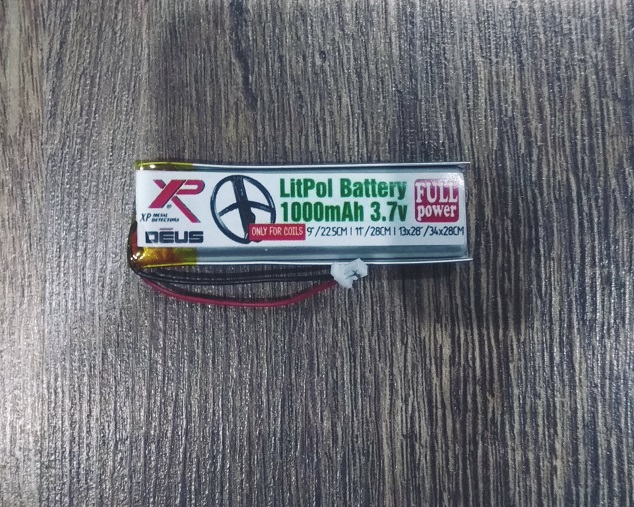 XP
XP METAL
DETECTORS
DEUS
LitPol Battery
1000mAh 3.7v
ONLY FOR COILS 9"/22.5CM | 11"/28CM | 13x28"/34x28CM
FULL
power